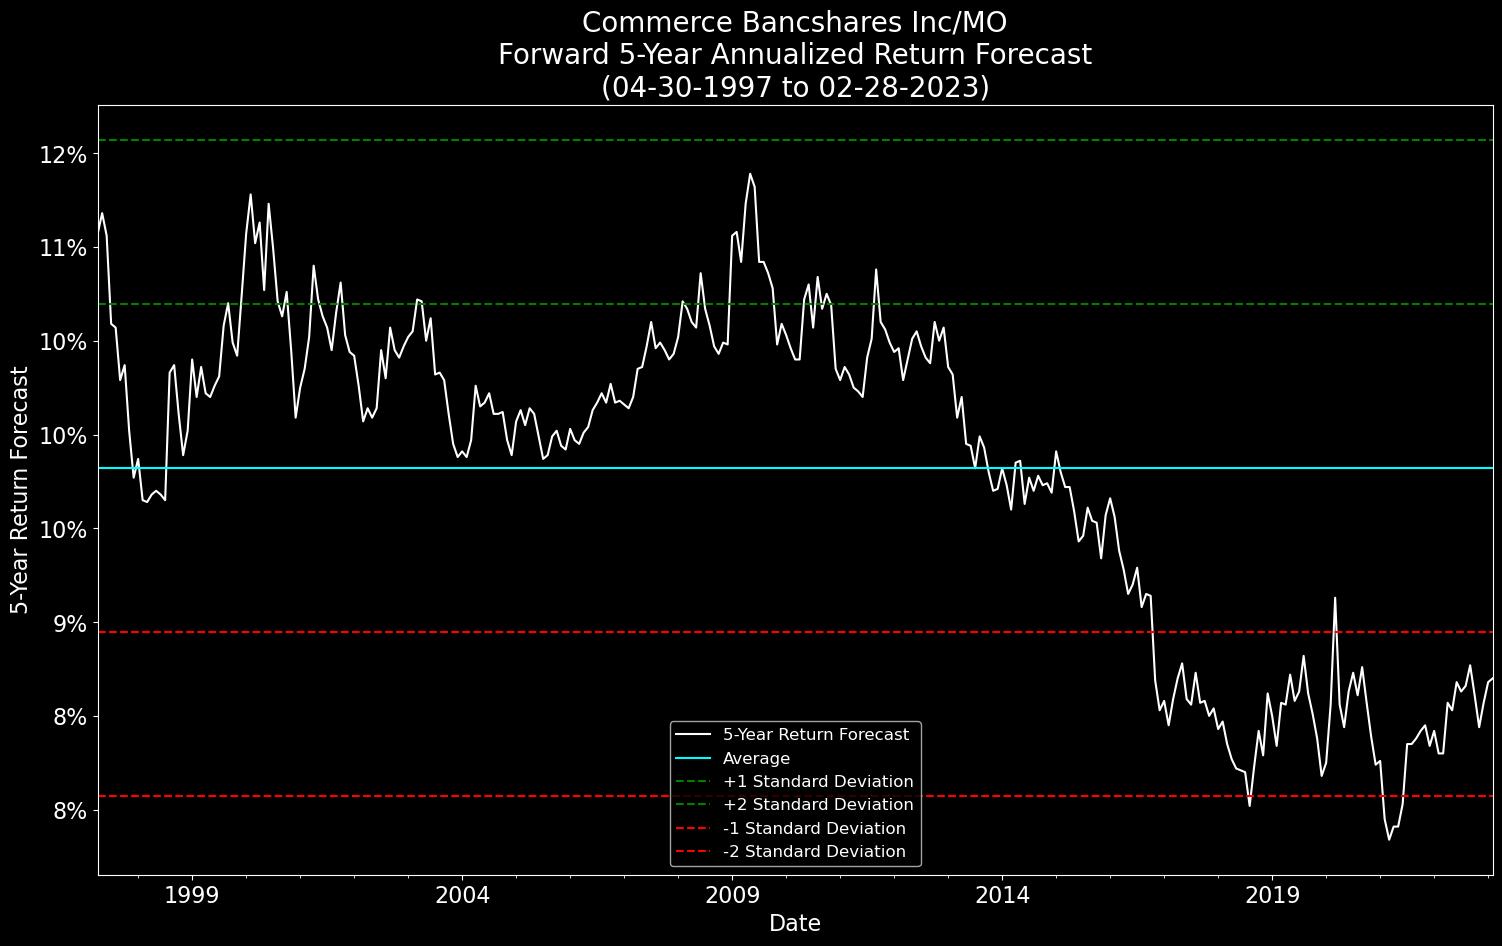 Commerce Bancshares Inc/MO
Forward 5-Year Annualized Return Forecast
(04-30-1997 to 02-28-2023)
5-Year Return Forecast
12%
11%
10%
10%
10%
9%
8%
8%
5-Year Return Forecast
Average
+1 Standard Deviation
+2 Standard Deviation
-1 Standard Deviation
-2 Standard Deviation
1999
2004
2009
2014
2019
Date